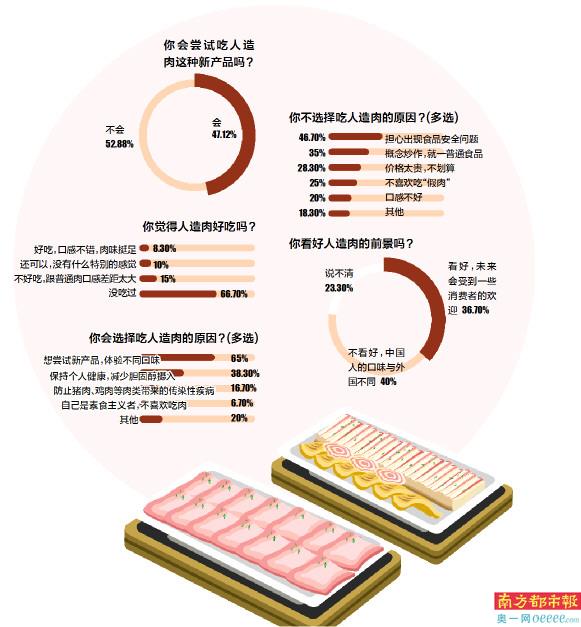 你会尝试吃人造
肉这种新产品吗?
不会
52.88%
会
47.12%
你不选择吃人造肉的原因?(多选)
46.70% 担心出现食品安全问题
35% 概念炒作,就一普通食品
28.30% 价格太贵,不划算
25% 不喜欢吃“假肉”
20% 口感不好
18.30% 其他
你觉得人造肉好吃吗?
好吃,口感不错,肉味挺足 8.30%
还可以,没有什么特别的感觉 10%
不好吃,跟普通肉口感差距太大 15%
没吃过 66.70%
你看好人造肉的前景吗?
说不清
23.30%
看好,未来
会受到一些
消费者的欢
迎 36.70%
不看好,中国
人的口味与外
国不同 40%
你会选择吃人造肉的原因?(多选)
想尝试新产品,体验不同口味 65%
保持个人健康,减少胆固醇摄入 38.30%
防止猪肉、鸡肉等肉类带来的传染性疾病 16.70%
自己是素食主义者,不喜欢吃肉 6.70%
其他 20%
南方都市報
奥一网oeeee.com